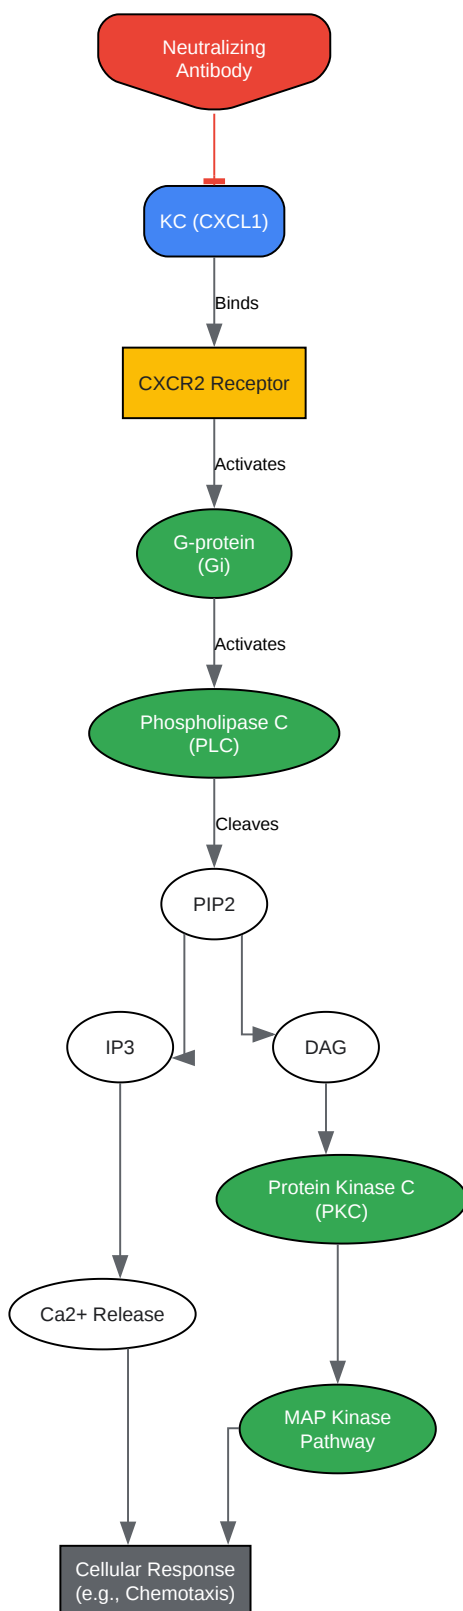 Neutralizing
Antibody
KC (CXCL1)
Binds
CXCR2 Receptor
Activates
G-protein
(Gi)
Activates
Phospholipase C
(PLC)
Cleaves
PIP2
IP3
DAG
Protein Kinase C
(PKC)
Ca2+ Release
MAP Kinase
Pathway
Cellular Response
(e.g., Chemotaxis)